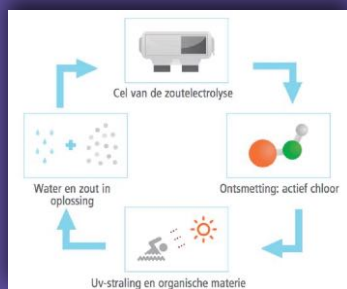 Cel van de zoutelectrolyse
Water en zout in
oplossing
Ontsmetting: actief chloor
Uv-straling en organische materie